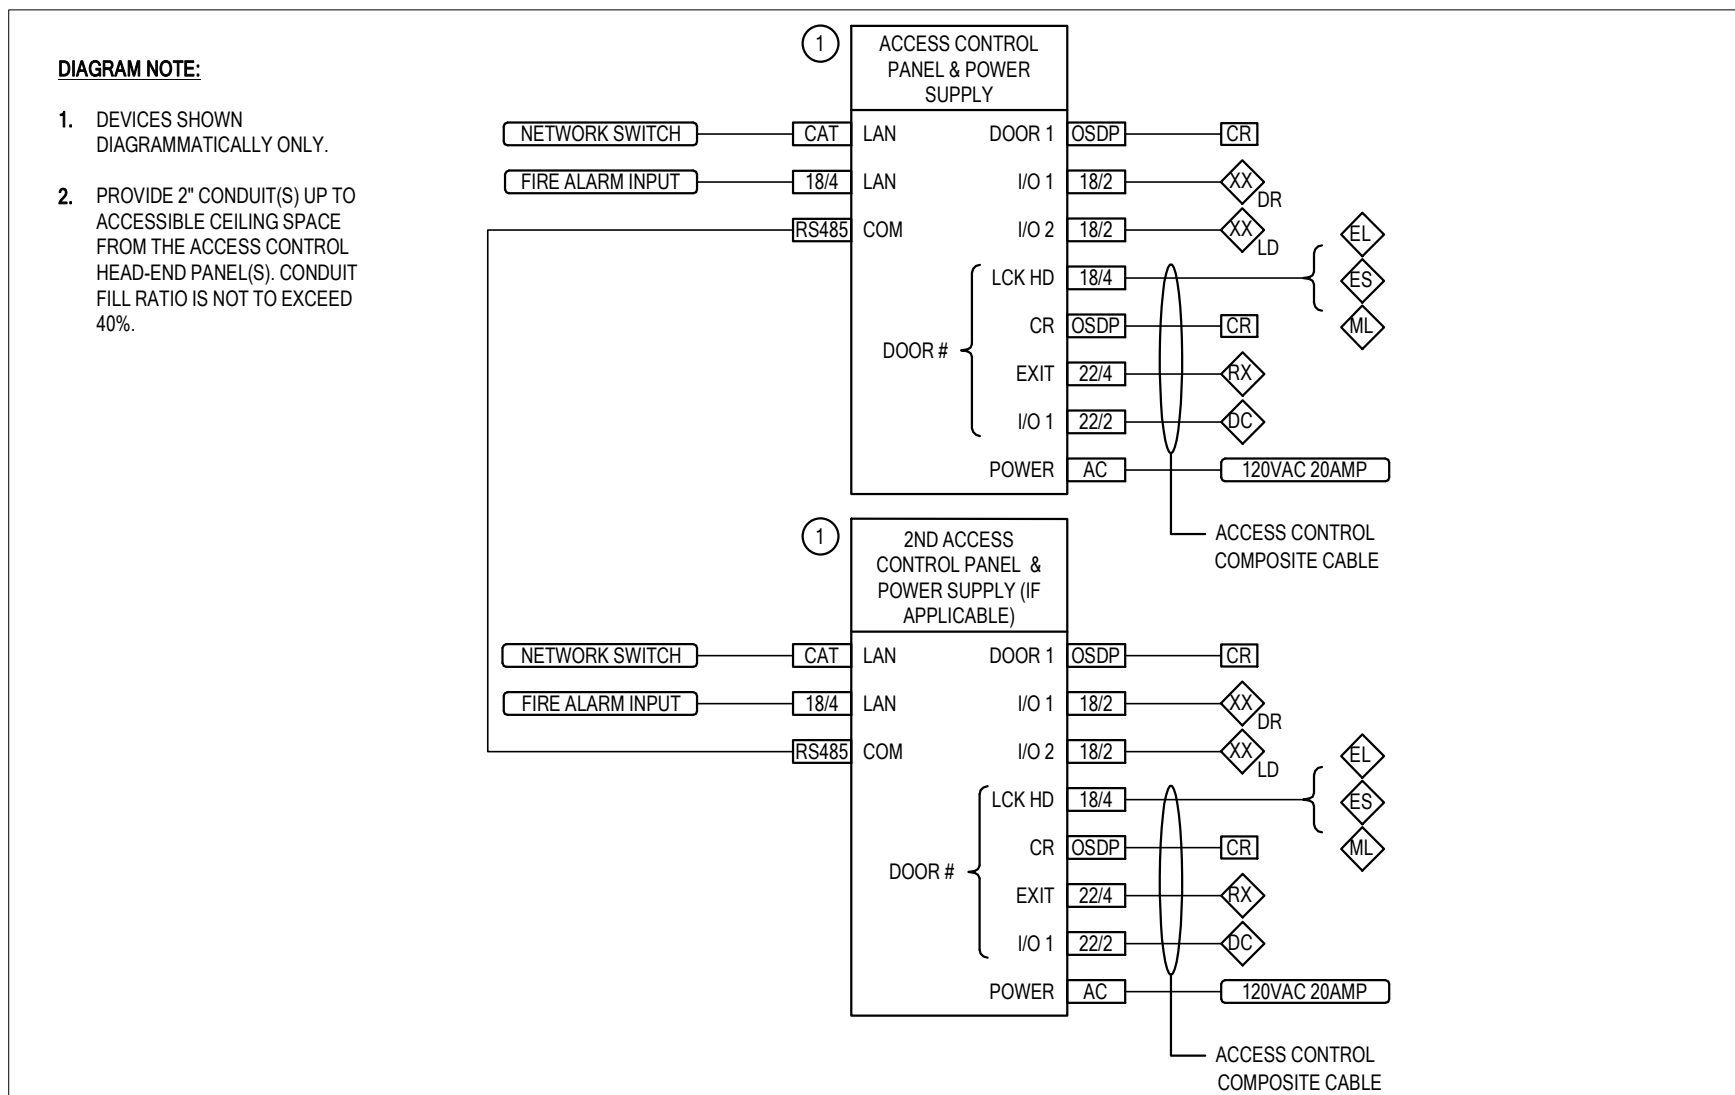 DIAGRAM NOTE:
1. DEVICES SHOWN
DIAGRAMMATICALLY ONLY.
2. PROVIDE 2" CONDUIT(S) UP TO
ACCESSIBLE CEILING SPACE
FROM THE ACCESS CONTROL
HEAD-END PANEL(S). CONDUIT
FILL RATIO IS NOT TO EXCEED
40%.
1
ACCESS CONTROL
PANEL & POWER
SUPPLY
NETWORK SWITCH CAT LAN DOOR 1 OSDP CR
FIRE ALARM INPUT 18/4 LAN I/O 1 18/2 XX DR
RS485 COM I/O 2 18/2 XX LD
EL
LCK HD 18/4 ES
ML
CR OSDP CR
DOOR #
EXIT 22/4 RX
I/O 1 22/2 DC
POWER AC 120VAC 20AMP
ACCESS CONTROL
COMPOSITE CABLE
1
2ND ACCESS
CONTROL PANEL &
POWER SUPPLY (IF
APPLICABLE)
NETWORK SWITCH CAT LAN DOOR 1 OSDP CR
FIRE ALARM INPUT 18/4 LAN I/O 1 18/2 XX DR
RS485 COM I/O 2 18/2 XX LD
EL
LCK HD 18/4 ES
ML
CR OSDP CR
DOOR #
EXIT 22/4 RX
I/O 1 22/2 DC
POWER AC 120VAC 20AMP
ACCESS CONTROL
COMPOSITE CABLE